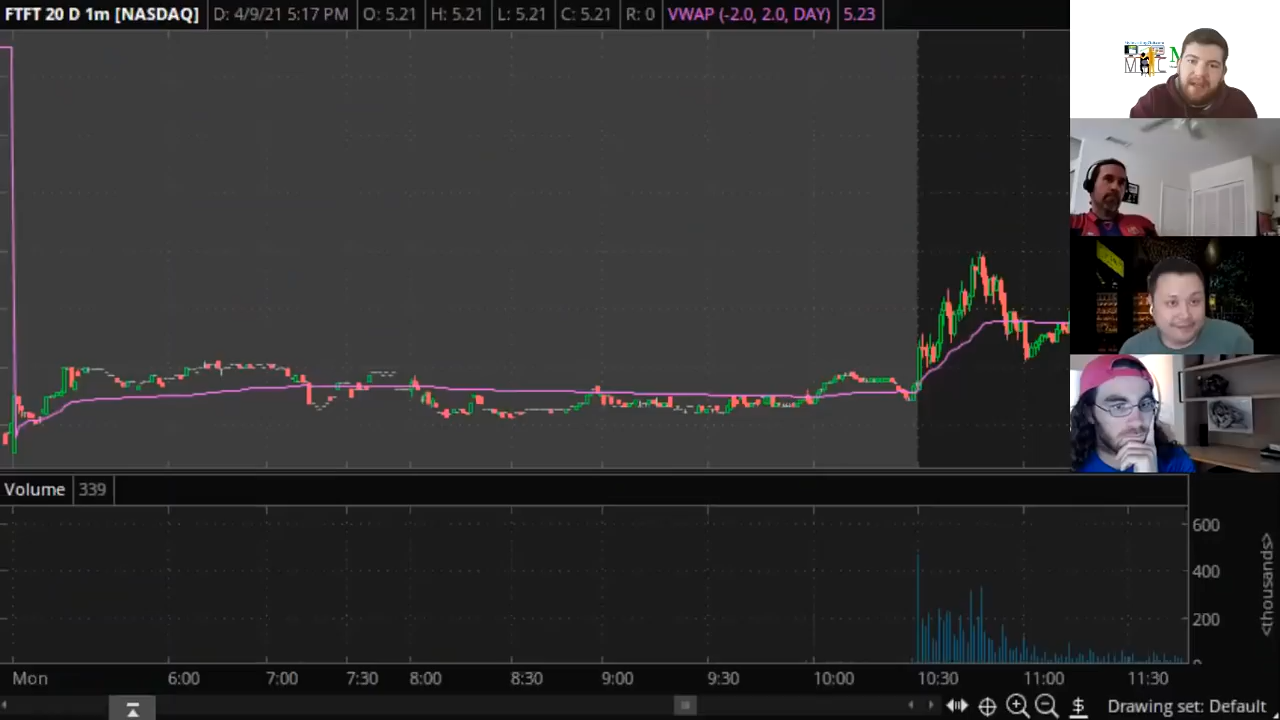 FTFT 20 D 1m [NASDAQ] D: 4/9/21 5:17 PM O: 5.21 H: 5.21 L: 5.21 C: 5.21 R: 0 VWAP (-2.0, 2.0, DAY) 5.23
Volume 339
600
400
200
0
<thousands>
Mon 6:00 7:00 7:30 8:00 8:30 9:00 9:30 10:00 10:30 11:00 11:30
Drawing set: Default